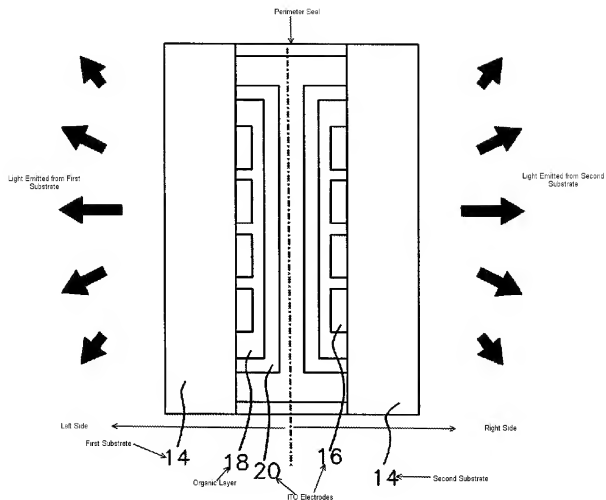 Perimeter Seal
Light Emitted from First
Substrate
Light Emitted from Second
Substrate
Left Side
Right Side
First Substrate
14
18
20
16
14
Second Substrate
Organic Layer
ITO Electrodes